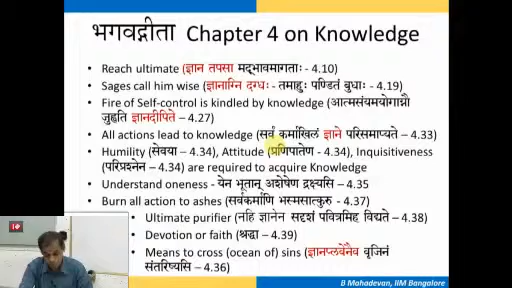 भगवद्गीता Chapter 4 on Knowledge
• Reach ultimate (ज्ञान तपसा मद्भावमागताः - 4.10)
• Sages call him wise (ज्ञानाग्नि दग्धः - तमाहुः पण्डितं बुधाः - 4.19)
• Fire of Self-control is kindled by knowledge (आत्मसंयमयोगाग्नौ
जुह्वति ज्ञानदीपिते - 4.27)
• All actions lead to knowledge (सर्वं कर्माखिलं ज्ञाने परिसमाप्यते - 4.33)
• Humility (सेवया - 4.34), Attitude (प्रणिपातेण - 4.34), Inquisitiveness
(परिप्रश्नेन - 4.34) are required to acquire Knowledge
• Understand oneness - येन भूतान् अशेषेण द्रक्ष्यसि - 4.35
• Burn all action to ashes (सर्वकर्माणि भस्मसात्कुरु - 4.37)
Ultimate purifier (नहि ज्ञानेन सदृशं पवित्रमिह विद्यते - 4.38)
• Devotion or faith (श्रद्धा - 4.39)
• Means to cross (ocean of) sins (ज्ञानप्लवेनैव वृजिनं
संतरिष्यसि - 4.36)
B Mahadevan, IIM Bangalore